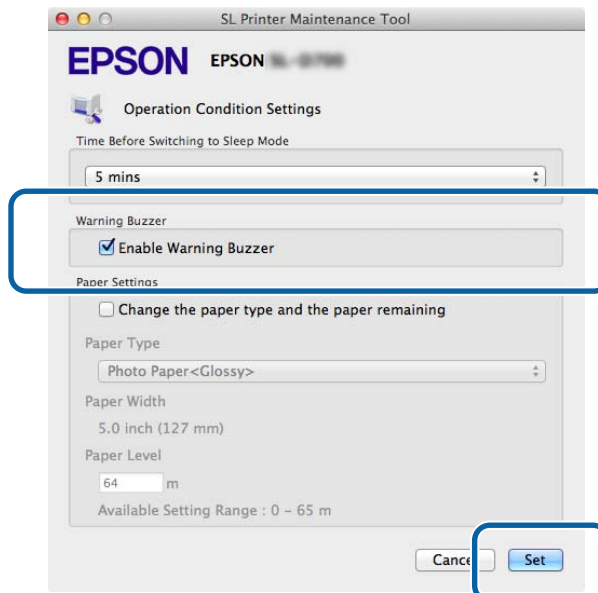 SL Printer Maintenance Tool
EPSON EPSON
Operation Condition Settings
Time Before Switching to Sleep Mode
5 mins
Warning Buzzer
Enable Warning Buzzer
Paper Settings
Change the paper type and the paper remaining
Paper Type
Photo Paper<Glossy>
Paper Width
5.0 inch (127 mm)
Paper Level
64 m
Available Setting Range : 0 – 65 m
Cancel Set